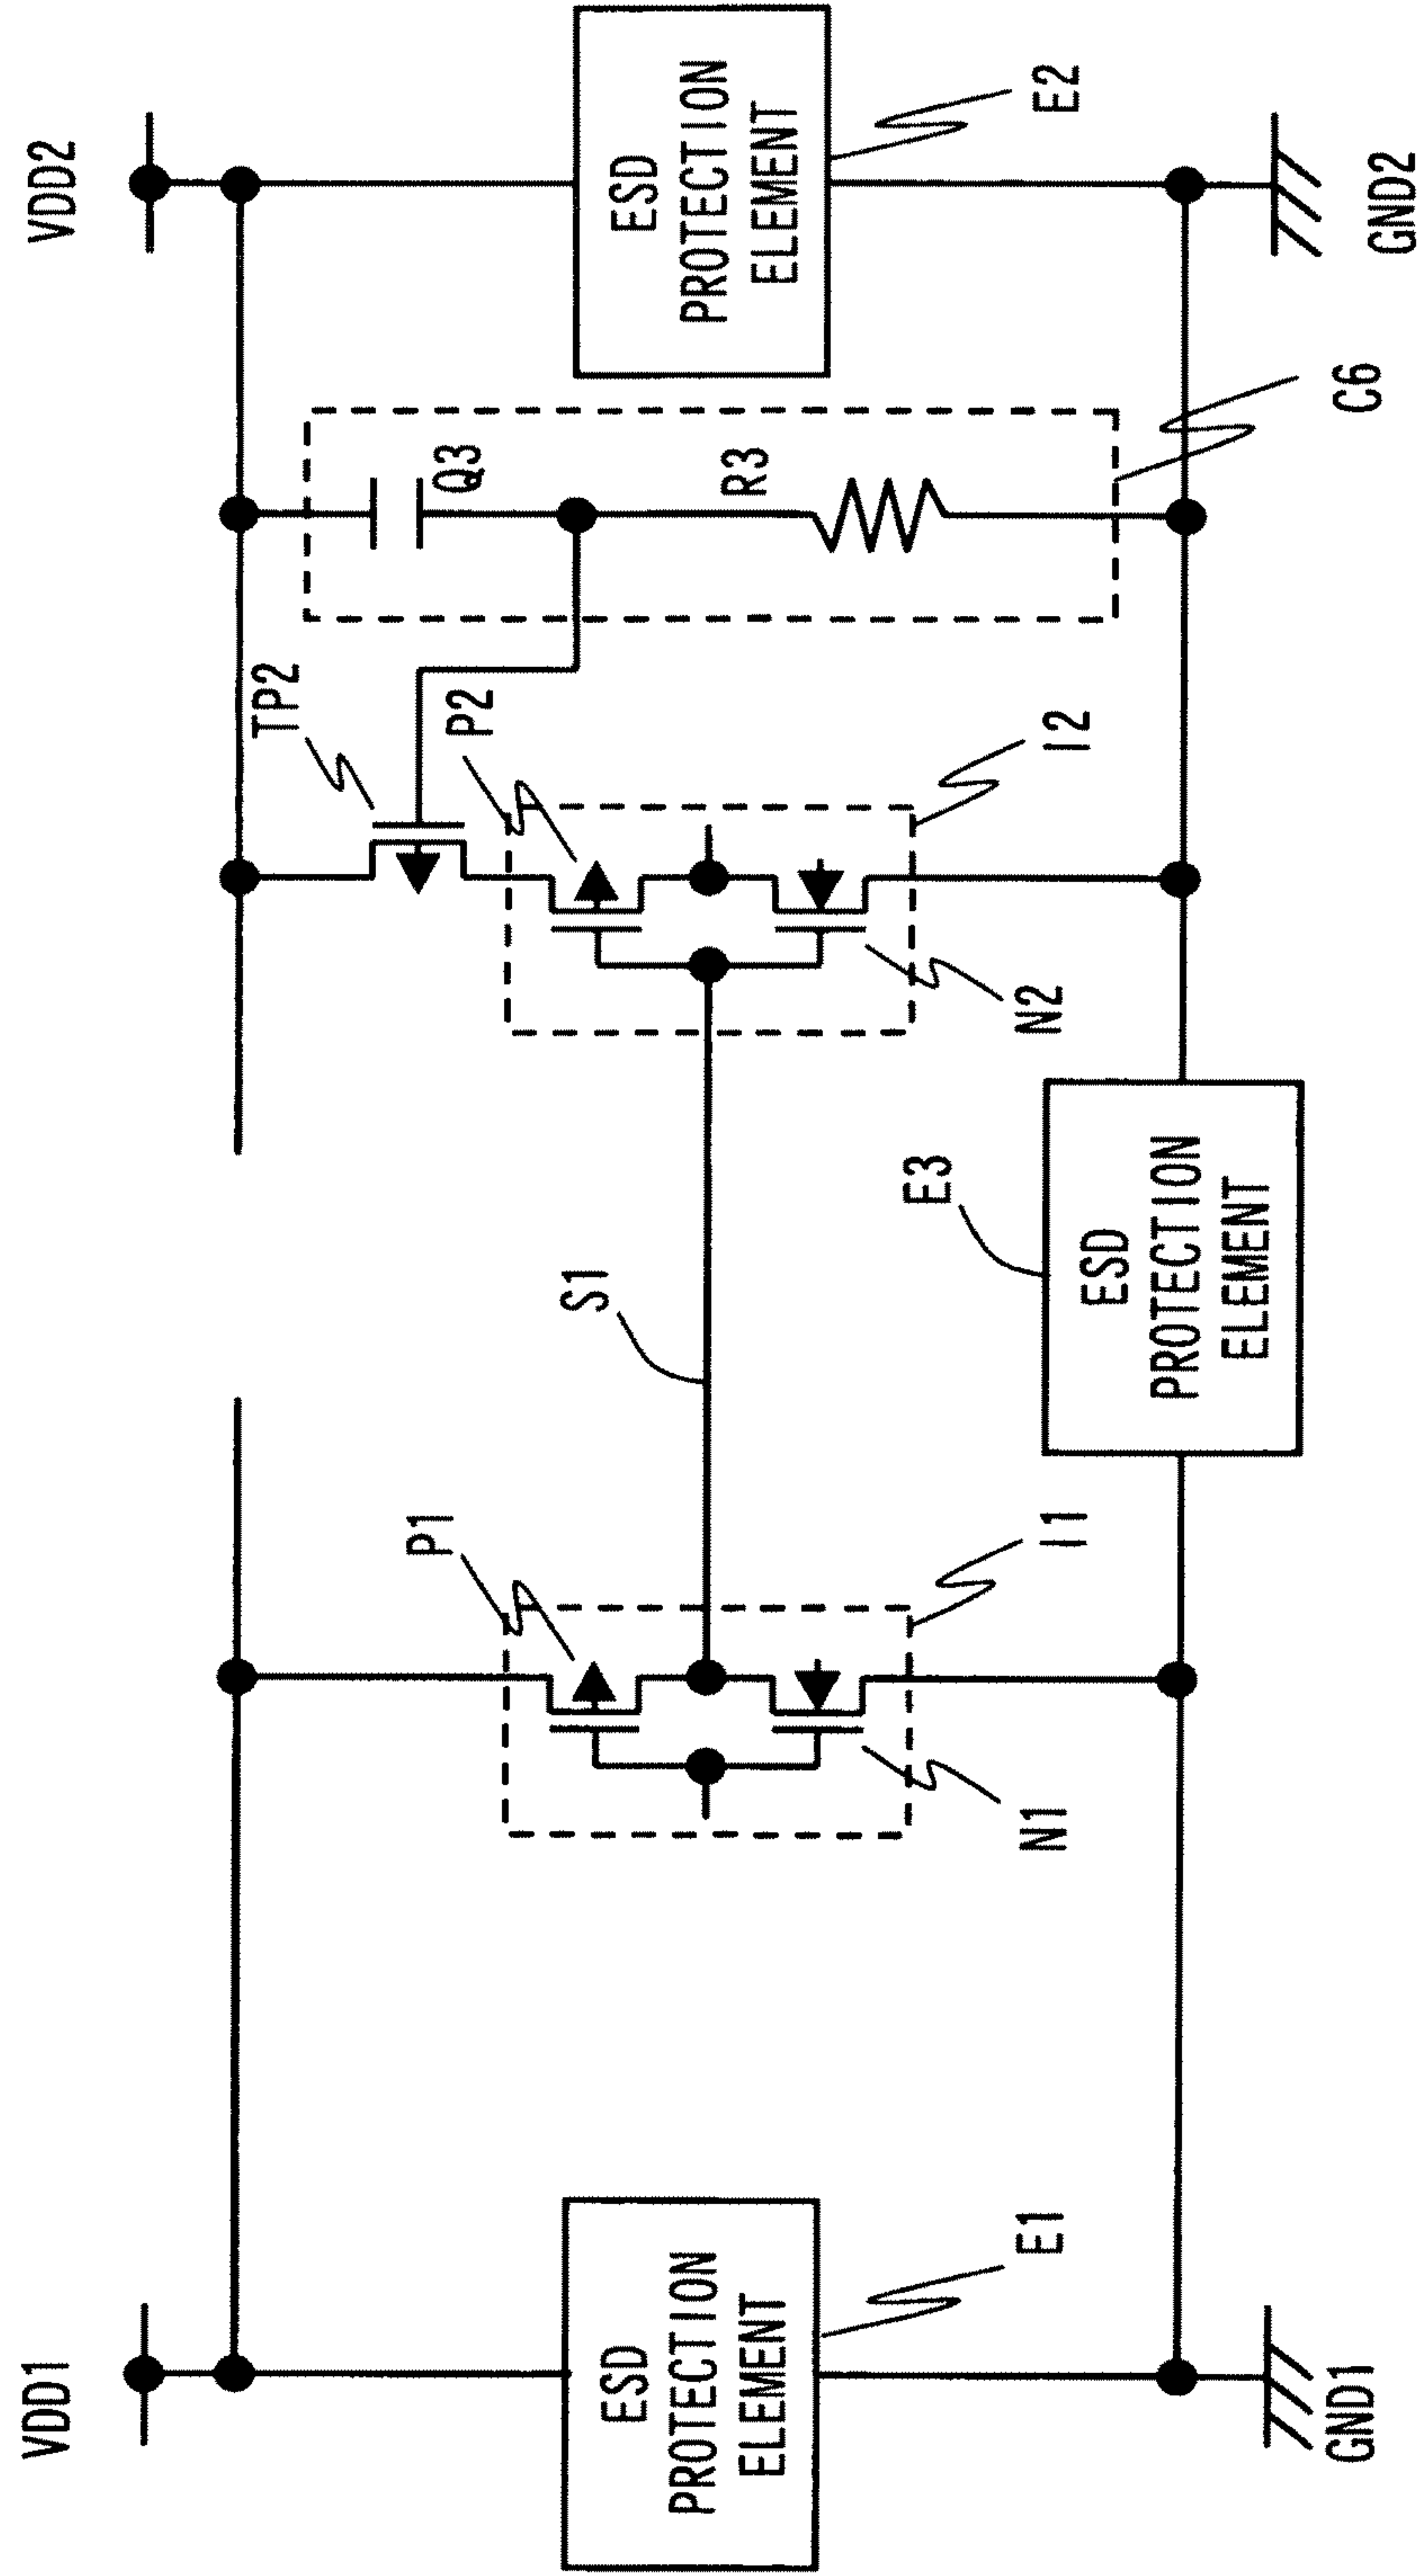 VDD1
VDD2
TP2
Q3
P1
P2
S1
R3
ESD
PROTECTION
ELEMENT
ESD
PROTECTION
ELEMENT
E1
N1
I1
E3
N2
I2
E2
ESD
PROTECTION
ELEMENT
C6
GND1
GND2